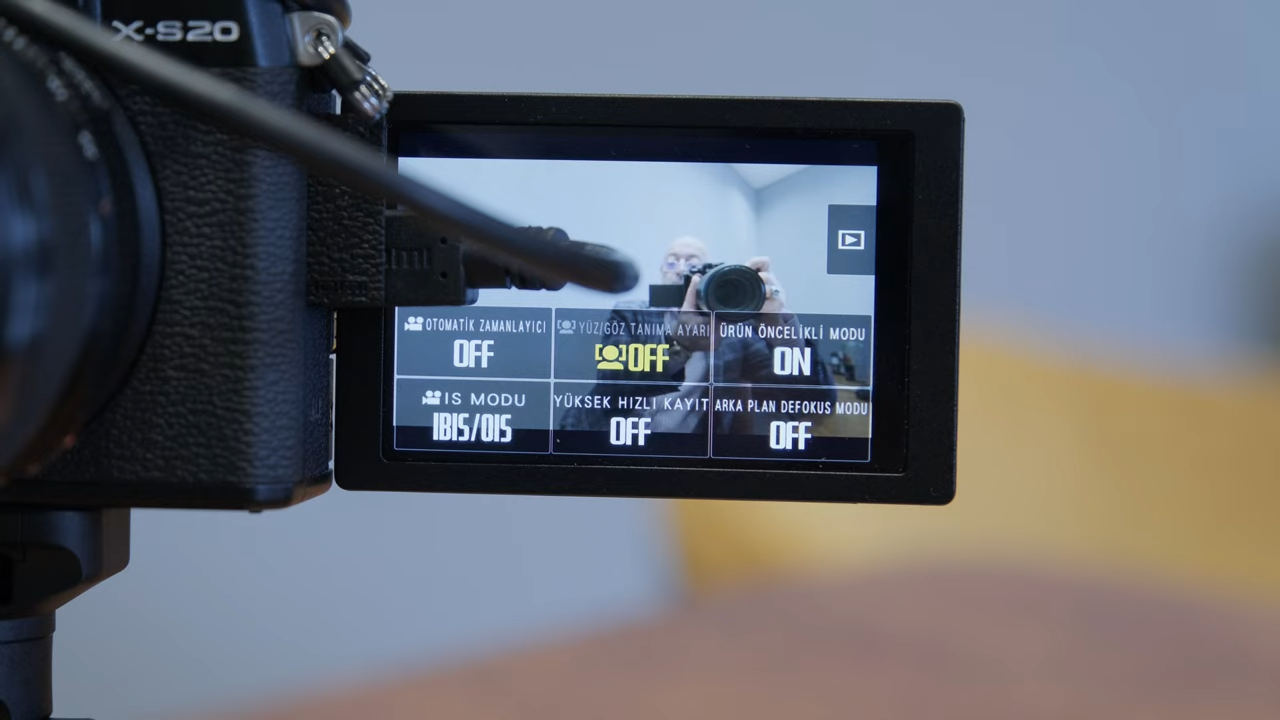 X-S20
OTOMATİK ZAMANLAYICI
OFF
YÜZ/GÖZ TANIMA AYARI
OFF
ÜRÜN ÖNCELİKLİ MODU
ON
IS MODU
IBIS/OIS
YÜKSEK HIZLI KAYIT
OFF
ARKA PLAN DEFOKUS MODU
OFF